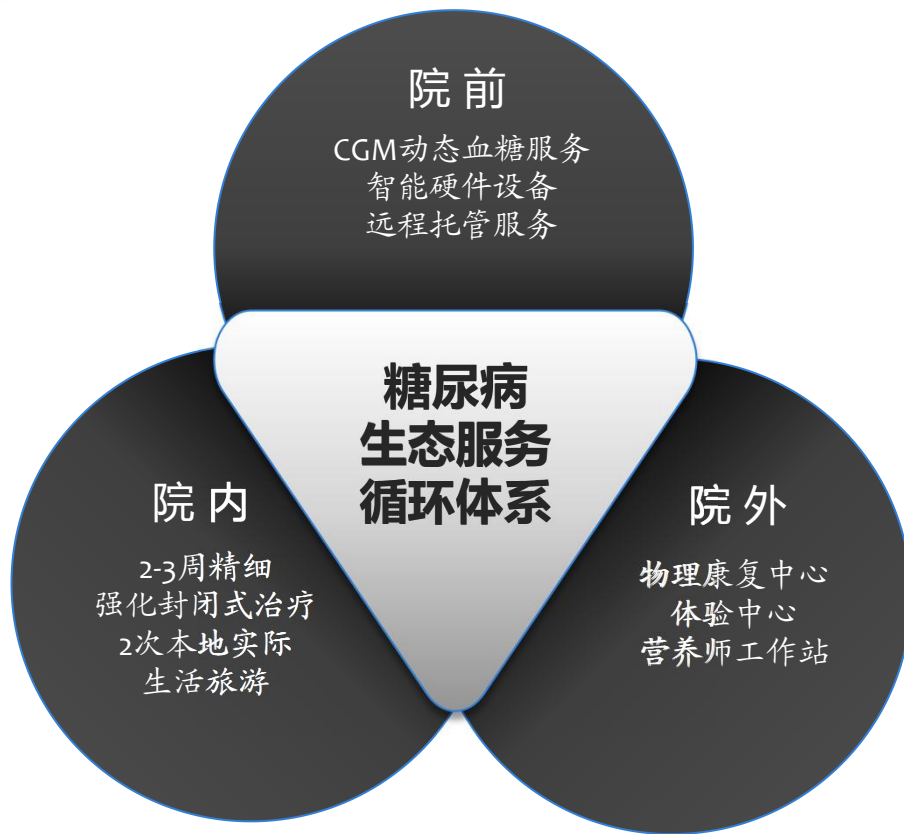 院前
CGM动态血糖服务
智能硬件设备
远程托管服务
糖尿病
生态服务
循环体系
院内
2-3周精细
强化封闭式治疗
2次本地实际
生活旅游
院外
物理康复中心
体验中心
营养师工作站